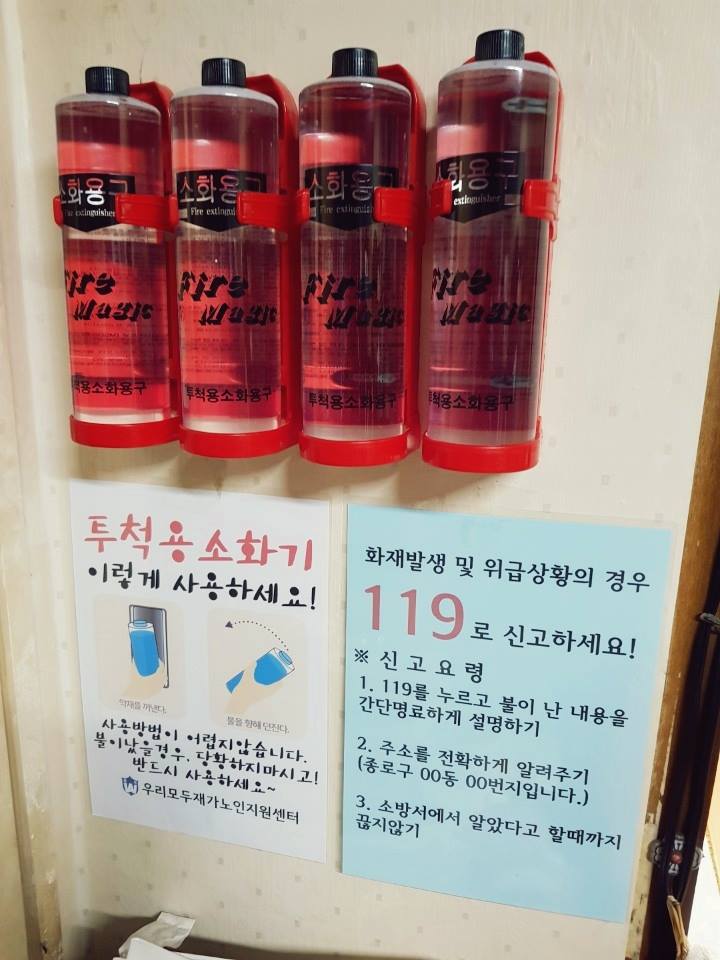 소화용구
Fire extinguisher
Fire
Magic
투척용소화용구
소화용구
Fire
Fire
Magic
투척용소화용구
소화용구
Fire extinguisher
Fire
Magic
투척용소화용구
화용구
extinguisher
Fire
Magic
투척용소화용구
투척용소화기
이렇게 사용하세요!
약재를 꺼낸다.
불을 향해 던진다.
사용방법이 어렵지않습니다.
불이났을경우, 당황하지마시고!
반드시 사용하세요~
우리모두재가노인지원센터
화재발생 및 위급상황의 경우
119로 신고하세요!
※ 신고요령
1. 119를 누르고 불이 난 내용을
간단명료하게 설명하기
2. 주소를 전확하게 알려주기
(종로구 00동 00번지입니다.)
3. 소방서에서 알았다고 할때까지
끊지않기